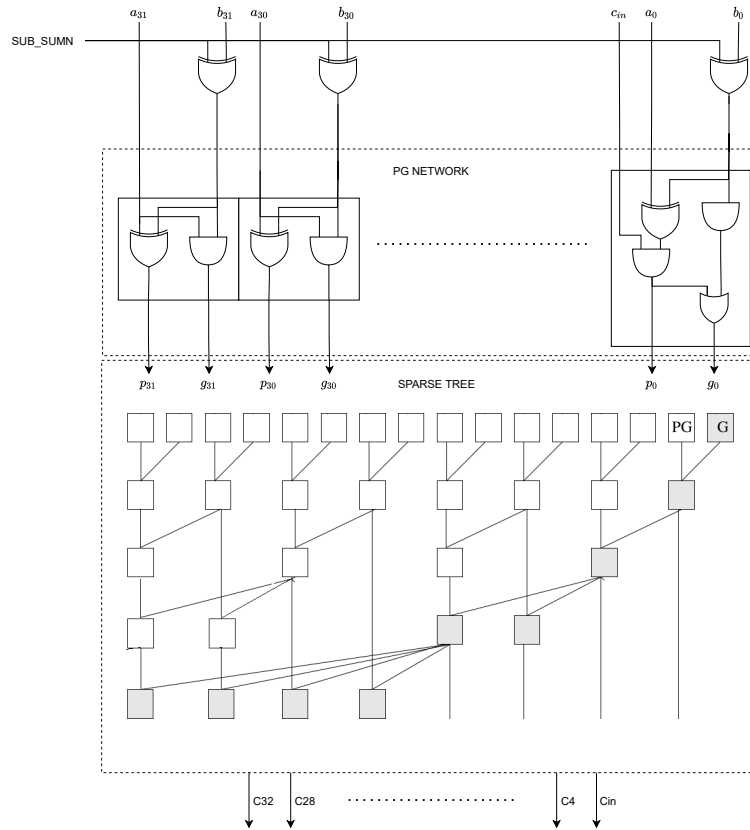 a31 b31 a30 b30 cin a0 b0
SUB_SUMN
PG NETWORK
p31 g31 p30 g30 SPARSE TREE p0 g0
PG G
C32 C28 C4 Cin